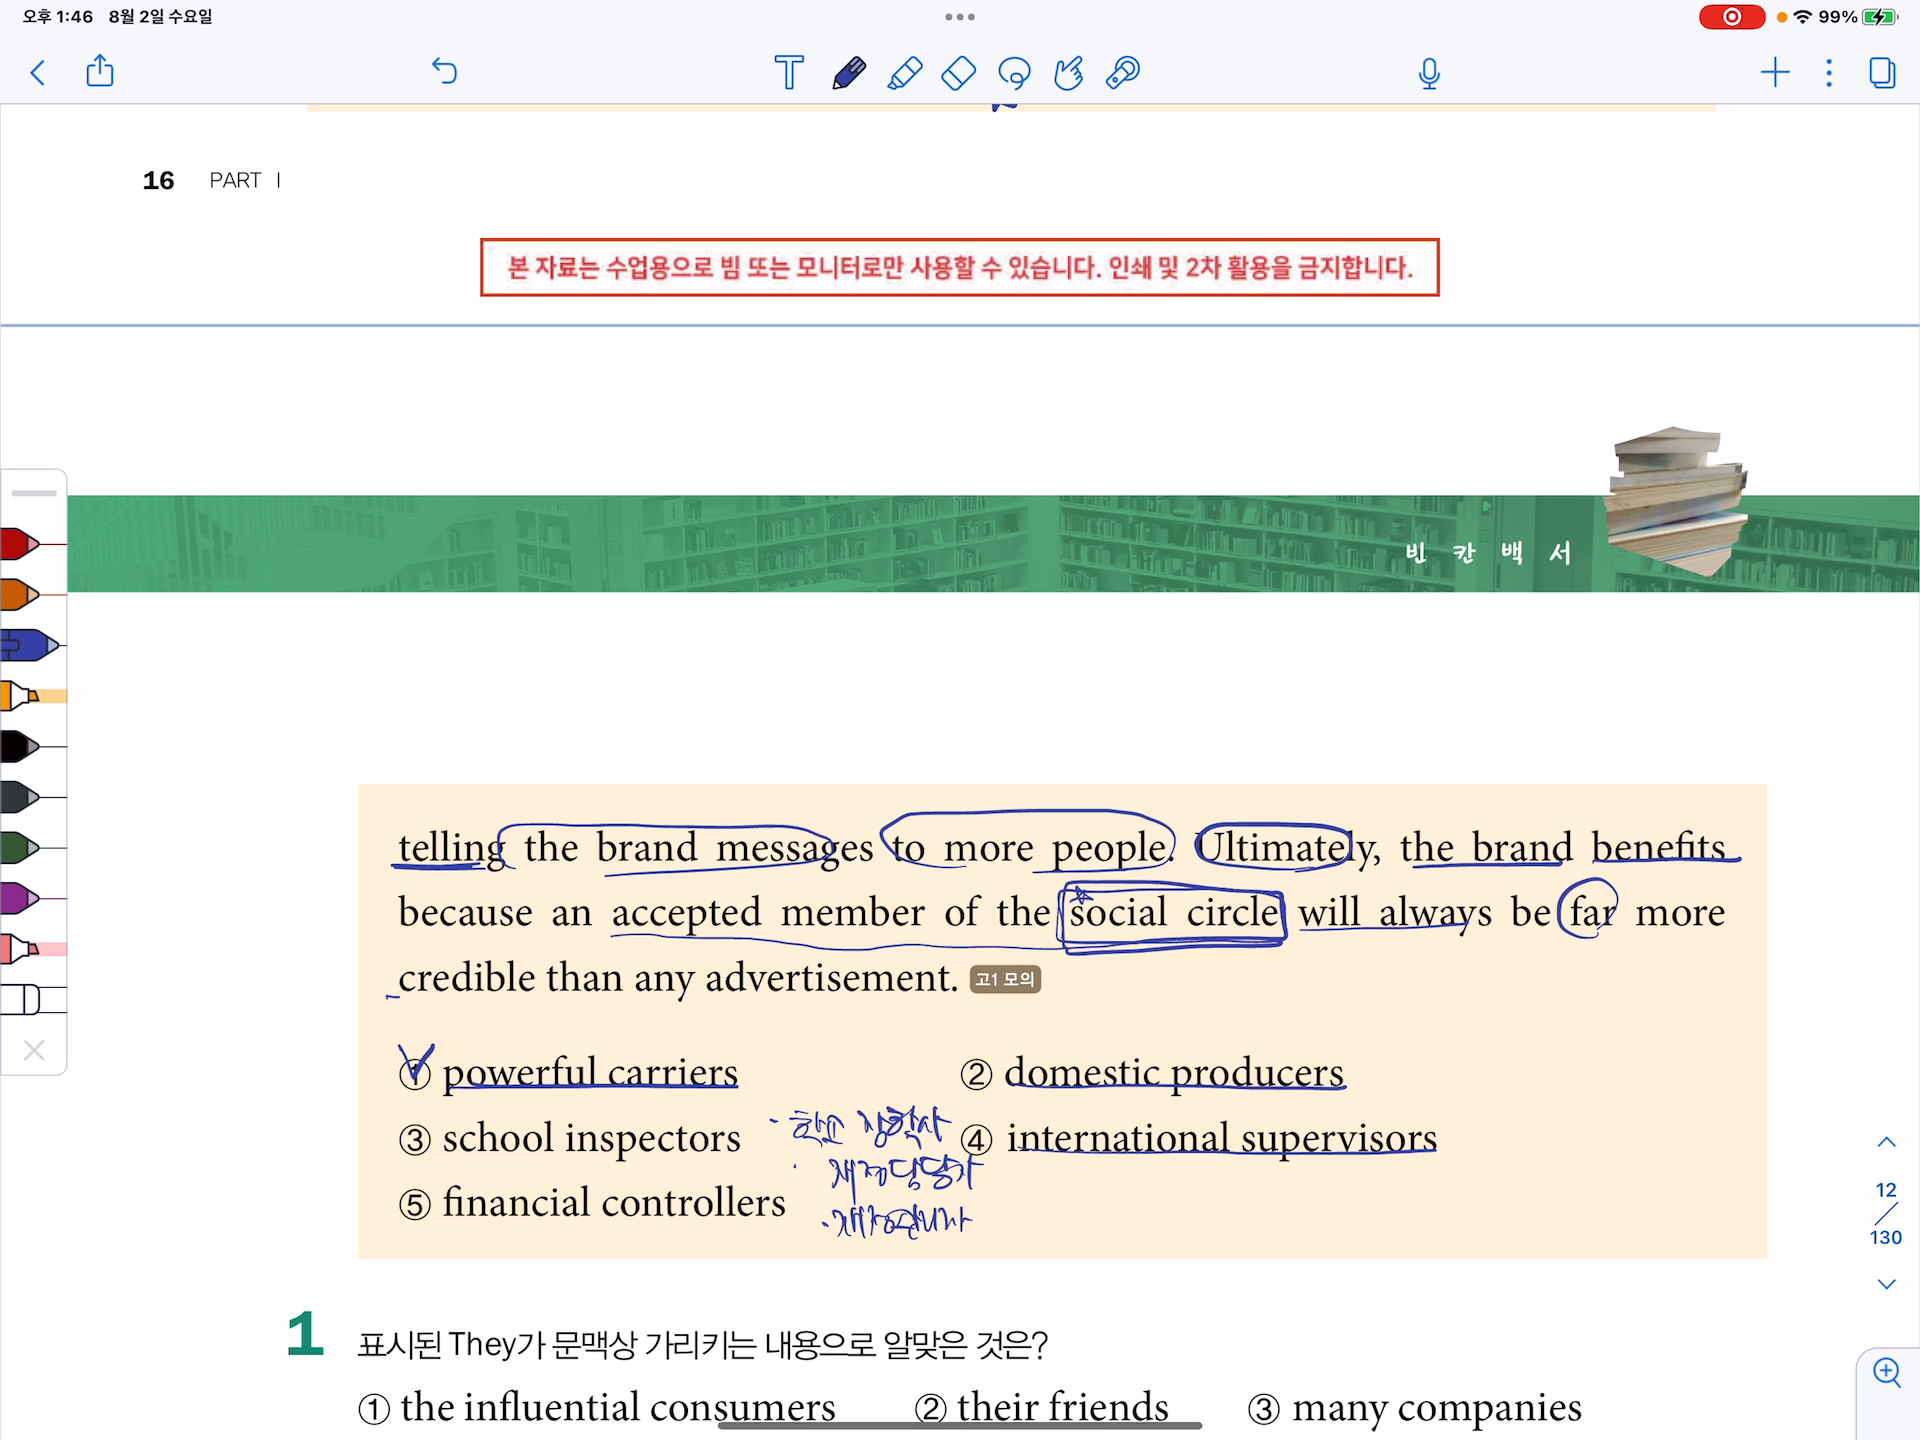 오후 1:46 8월 2일 수요일
99%
16 PART I
본 자료는 수업용으로 빔 또는 모니터로만 사용할 수 있습니다. 인쇄 및 2차 활용을 금지합니다.
빈 칸 백 서
telling the brand messages to more people. Ultimately, the brand benefits
because an accepted member of the social circle will always be far more
credible than any advertisement. 고1 모의
① powerful carriers ② domestic producers
③ school inspectors · 학교 장학사 ④ international supervisors
· 재정담당자
⑤ financial controllers
12
130
1 표시된 They가 문맥상 가리키는 내용으로 알맞은 것은?
① the influential consumers ② their friends ③ many companies